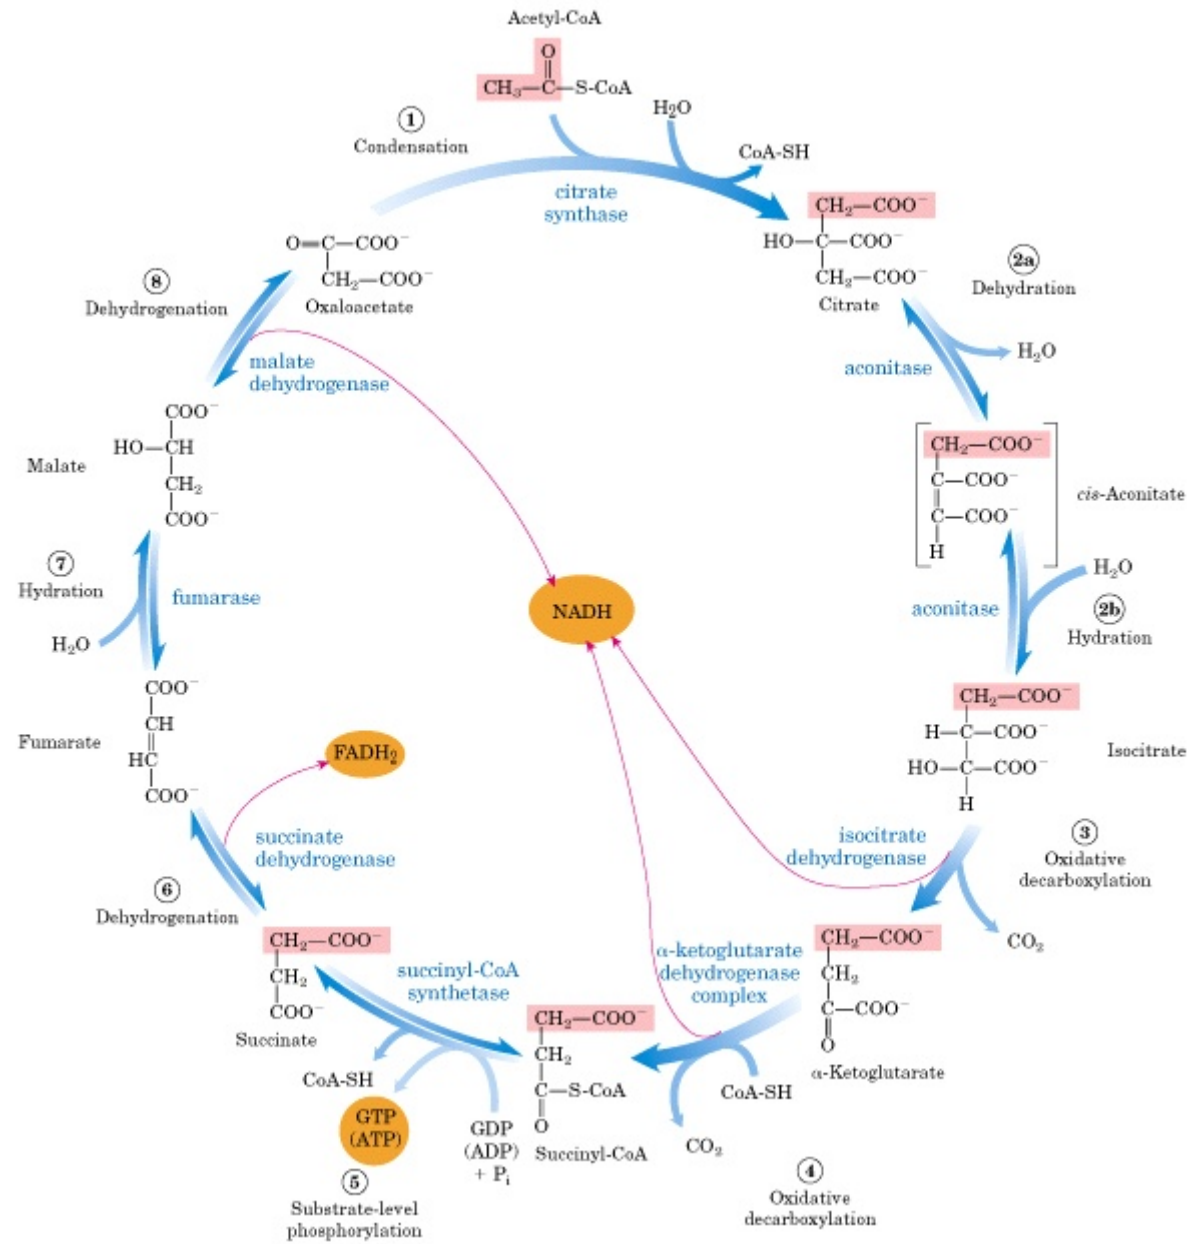 Acetyl-CoA
O
CH₃—C—S-CoA
H₂O
CoA-SH
①
Condensation
citrate
synthase
CH₂—COO⁻
HO—C—COO⁻
CH₂—COO⁻
Citrate
O=C—COO⁻
CH₂—COO⁻
Oxaloacetate
2a
Dehydration
H₂O
aconitase
⑧
Dehydrogenation
malate
dehydrogenase
CH₂—COO⁻
C—COO⁻
C—COO⁻
H
cis-Aconitate
COO⁻
HO—CH
CH₂
COO⁻
Malate
H₂O
aconitase
2b
Hydration
⑦
Hydration
fumarase
H₂O
NADH
CH₂—COO⁻
H—C—COO⁻
HO—C—COO⁻
H
Isocitrate
COO⁻
CH
HC
COO⁻
Fumarate
FADH₂
isocitrate
dehydrogenase
③
Oxidative
decarboxylation
CO₂
succinate
dehydrogenase
⑥
Dehydrogenation
CH₂—COO⁻
CH₂
C—COO⁻
O
α-Ketoglutarate
α-ketoglutarate
dehydrogenase
complex
CoA-SH
CO₂
④
Oxidative
decarboxylation
CH₂—COO⁻
CH₂
COO⁻
Succinate
succinyl-CoA
synthetase
CH₂—COO⁻
CH₂
C—S-CoA
O
Succinyl-CoA
CoA-SH
GTP
(ATP)
GDP
(ADP)
+ Pᵢ
⑤
Substrate-level
phosphorylation